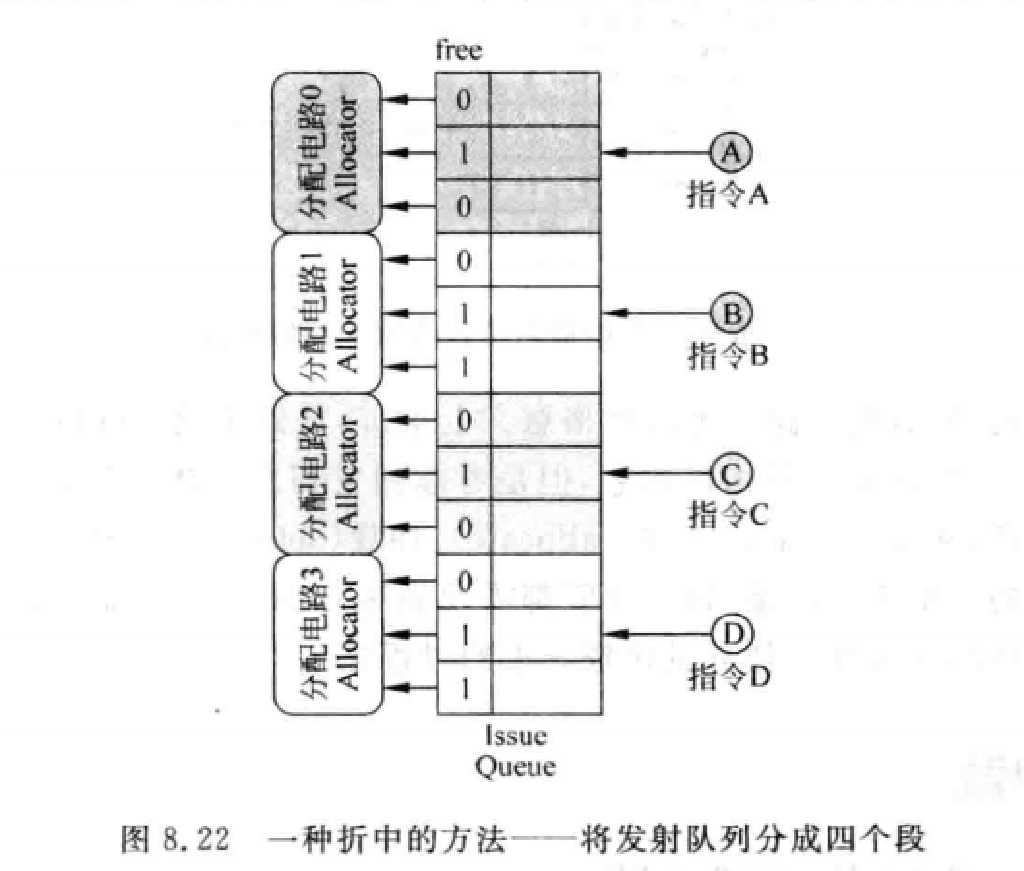 free
分配电路0
Allocator
0
1
0
A
指令A
分配电路1
Allocator
0
1
1
B
指令B
分配电路2
Allocator
0
1
0
C
指令C
分配电路3
Allocator
0
1
1
D
指令D
Issue
Queue
图 8.22 一种折中的方法——将发射队列分成四个段